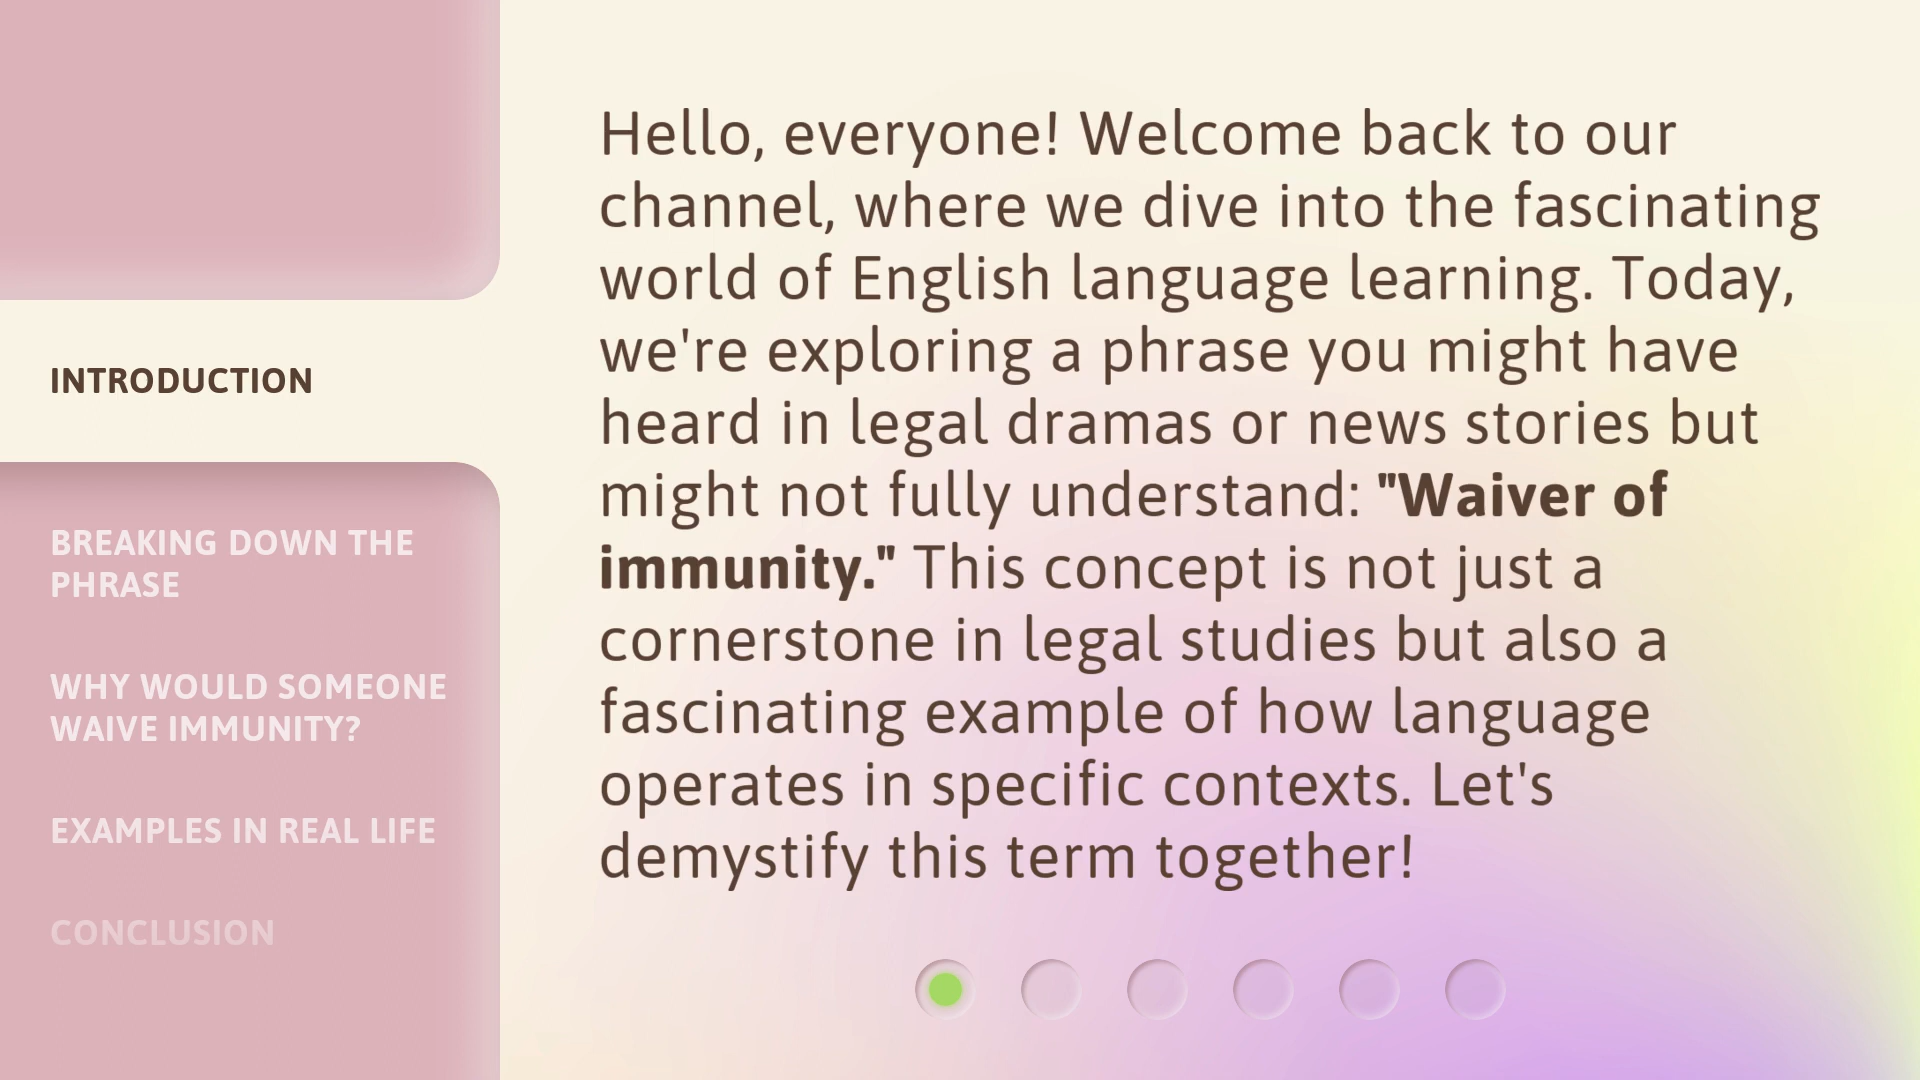 INTRODUCTION
BREAKING DOWN THE
PHRASE
WHY WOULD SOMEONE
WAIVE IMMUNITY?
EXAMPLES IN REAL LIFE
CONCLUSION
Hello, everyone! Welcome back to our
channel, where we dive into the fascinating
world of English language learning. Today,
we're exploring a phrase you might have
heard in legal dramas or news stories but
might not fully understand: "Waiver of
immunity." This concept is not just a
cornerstone in legal studies but also a
fascinating example of how language
operates in specific contexts. Let's
demystify this term together!